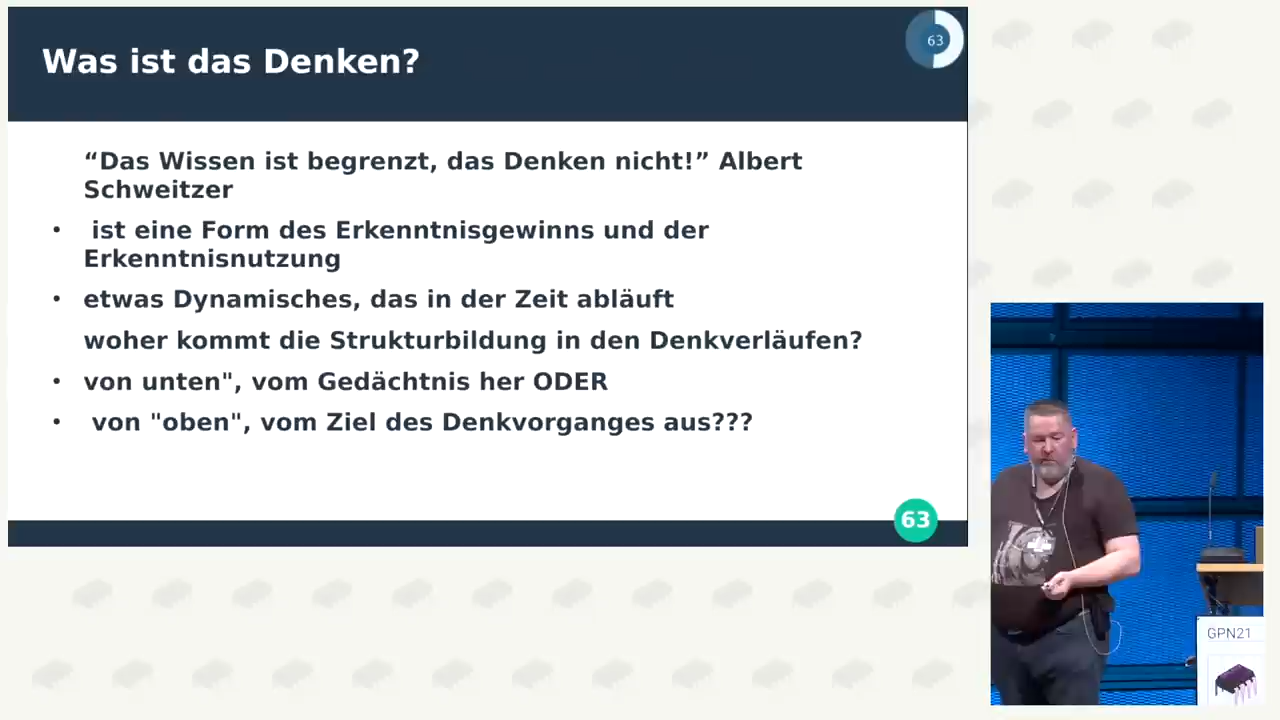 Was ist das Denken?
63
“Das Wissen ist begrenzt, das Denken nicht!” Albert
Schweitzer
• ist eine Form des Erkenntnisgewinns und der
Erkenntnisnutzung
• etwas Dynamisches, das in der Zeit abläuft
woher kommt die Strukturbildung in den Denkverläufen?
• von unten", vom Gedächtnis her ODER
• von "oben", vom Ziel des Denkvorganges aus???
63
GPN21